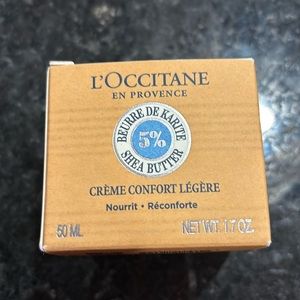 L'OCCITANE
EN PROVENCE
BEURRE DE KARITÉ
5%
SHEA BUTTER
CRÈME CONFORT LÉGÈRE
Nourrit • Réconforte
50 ML
NET WT. 1.7 OZ.